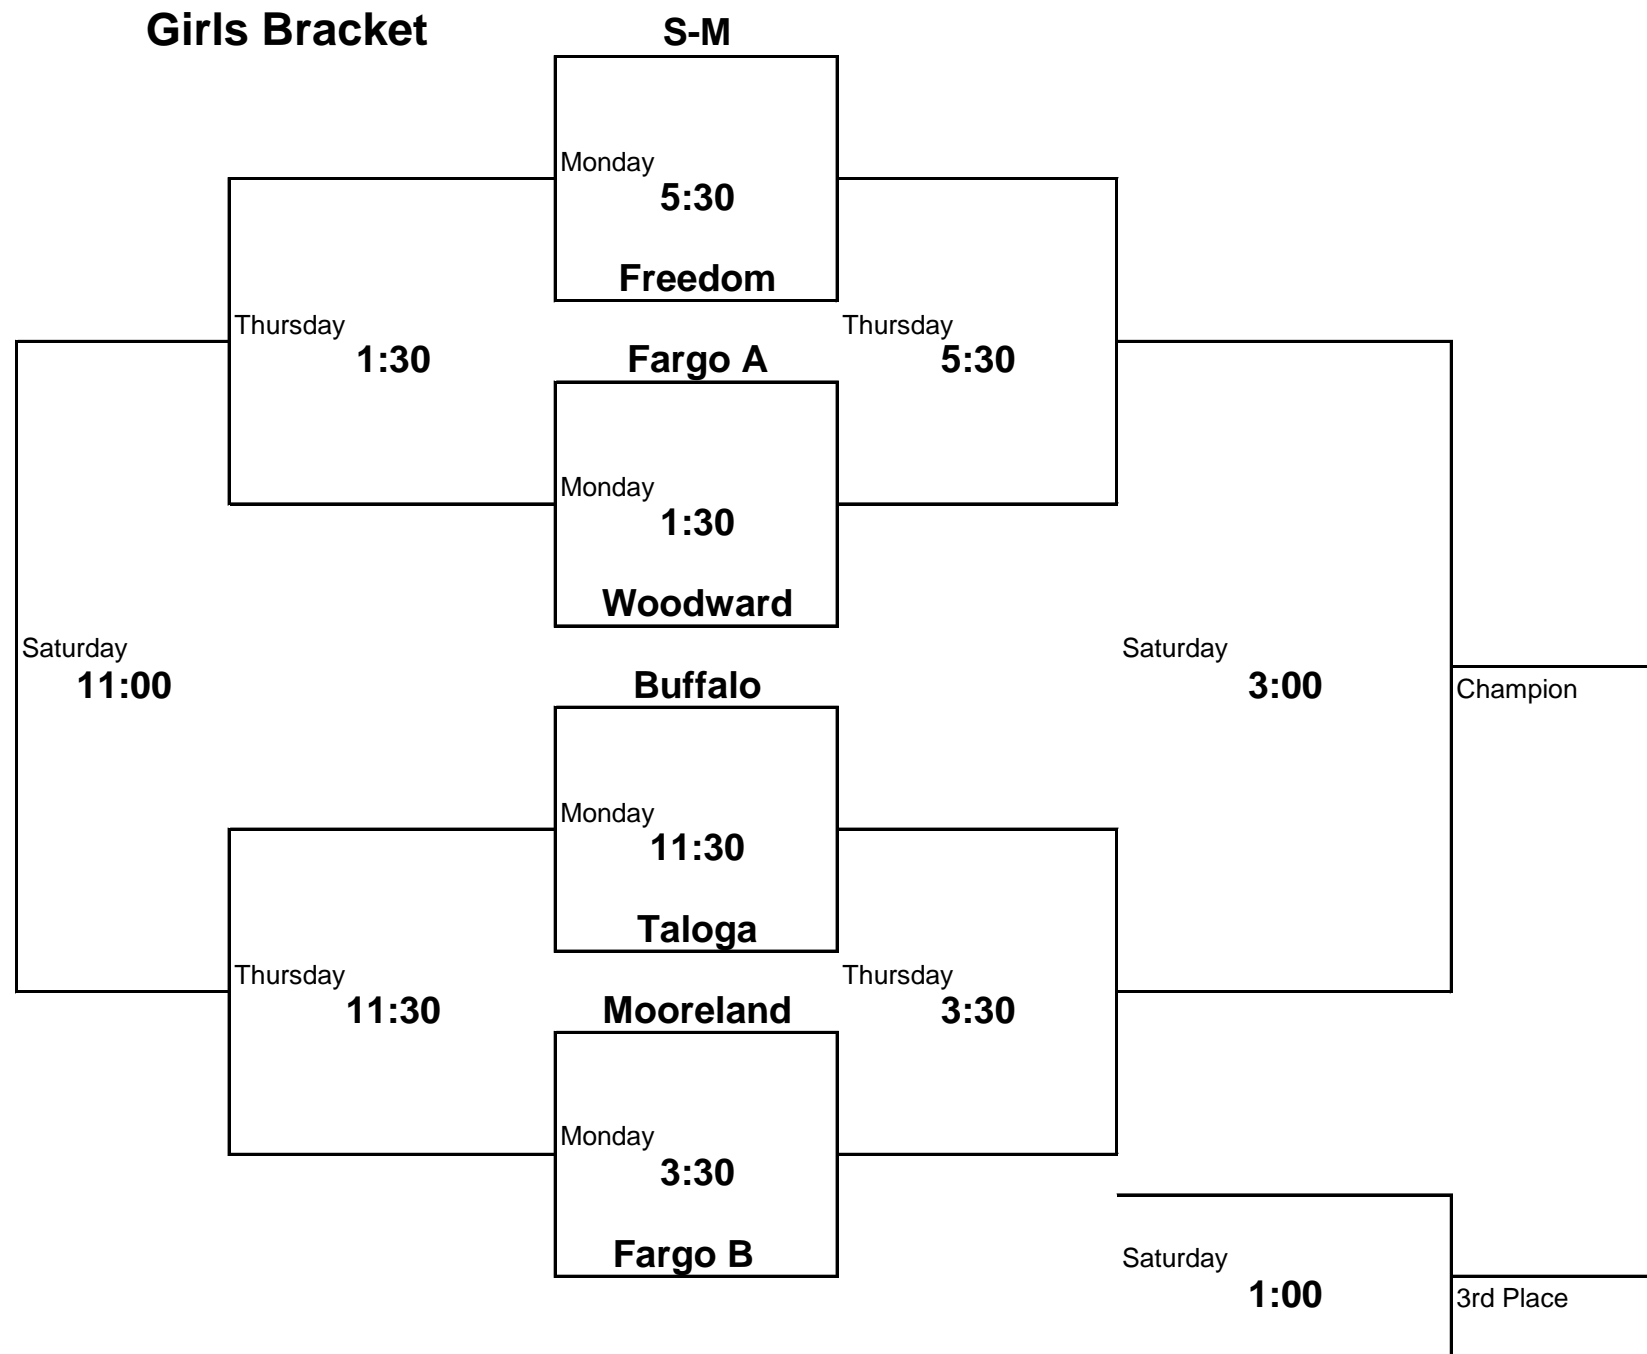 Girls Bracket
S-M
Monday
5:30
Freedom
Thursday
1:30
Fargo A
Thursday
5:30
Monday
1:30
Woodward
Saturday
11:00
Buffalo
Saturday
3:00
Champion
Monday
11:30
Taloga
Thursday
11:30
Mooreland
Thursday
3:30
Monday
3:30
Fargo B
Saturday
1:00
3rd Place